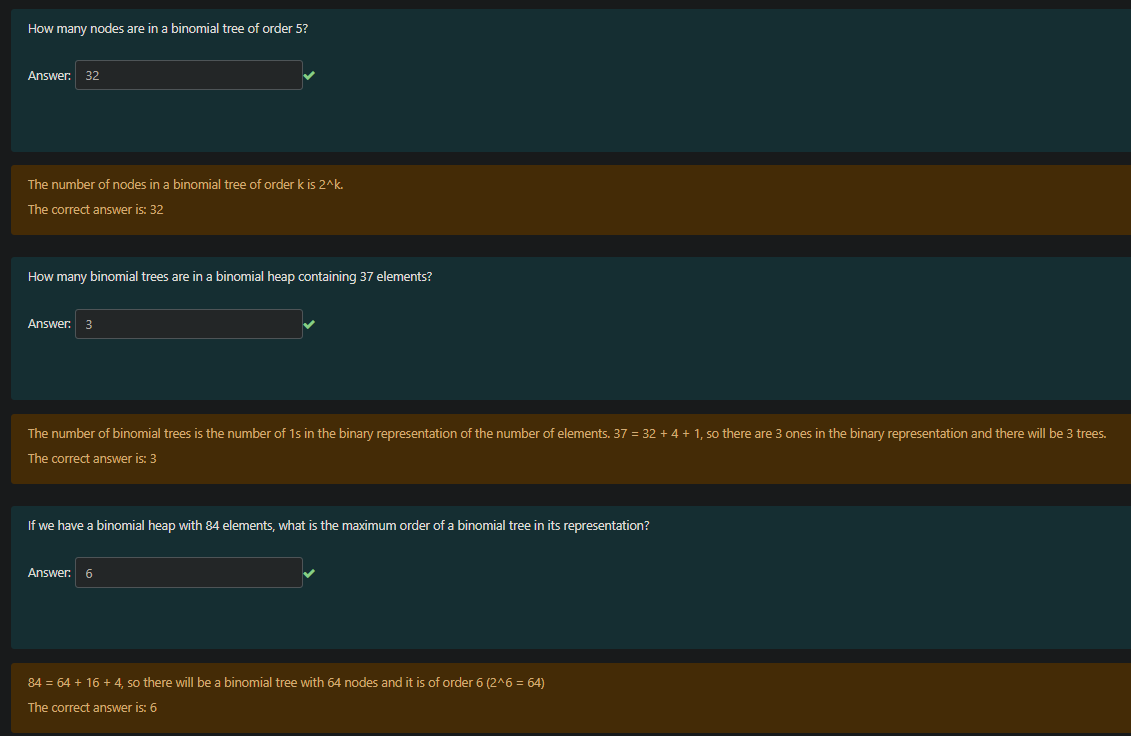 How many nodes are in a binomial tree of order 5?
Answer: 32
The number of nodes in a binomial tree of order k is 2^k.
The correct answer is: 32
How many binomial trees are in a binomial heap containing 37 elements?
Answer: 3
The number of binomial trees is the number of 1s in the binary representation of the number of elements. 37 = 32 + 4 + 1, so there are 3 ones in the binary representation and there will be 3 trees.
The correct answer is: 3
If we have a binomial heap with 84 elements, what is the maximum order of a binomial tree in its representation?
Answer: 6
84 = 64 + 16 + 4, so there will be a binomial tree with 64 nodes and it is of order 6 (2^6 = 64)
The correct answer is: 6